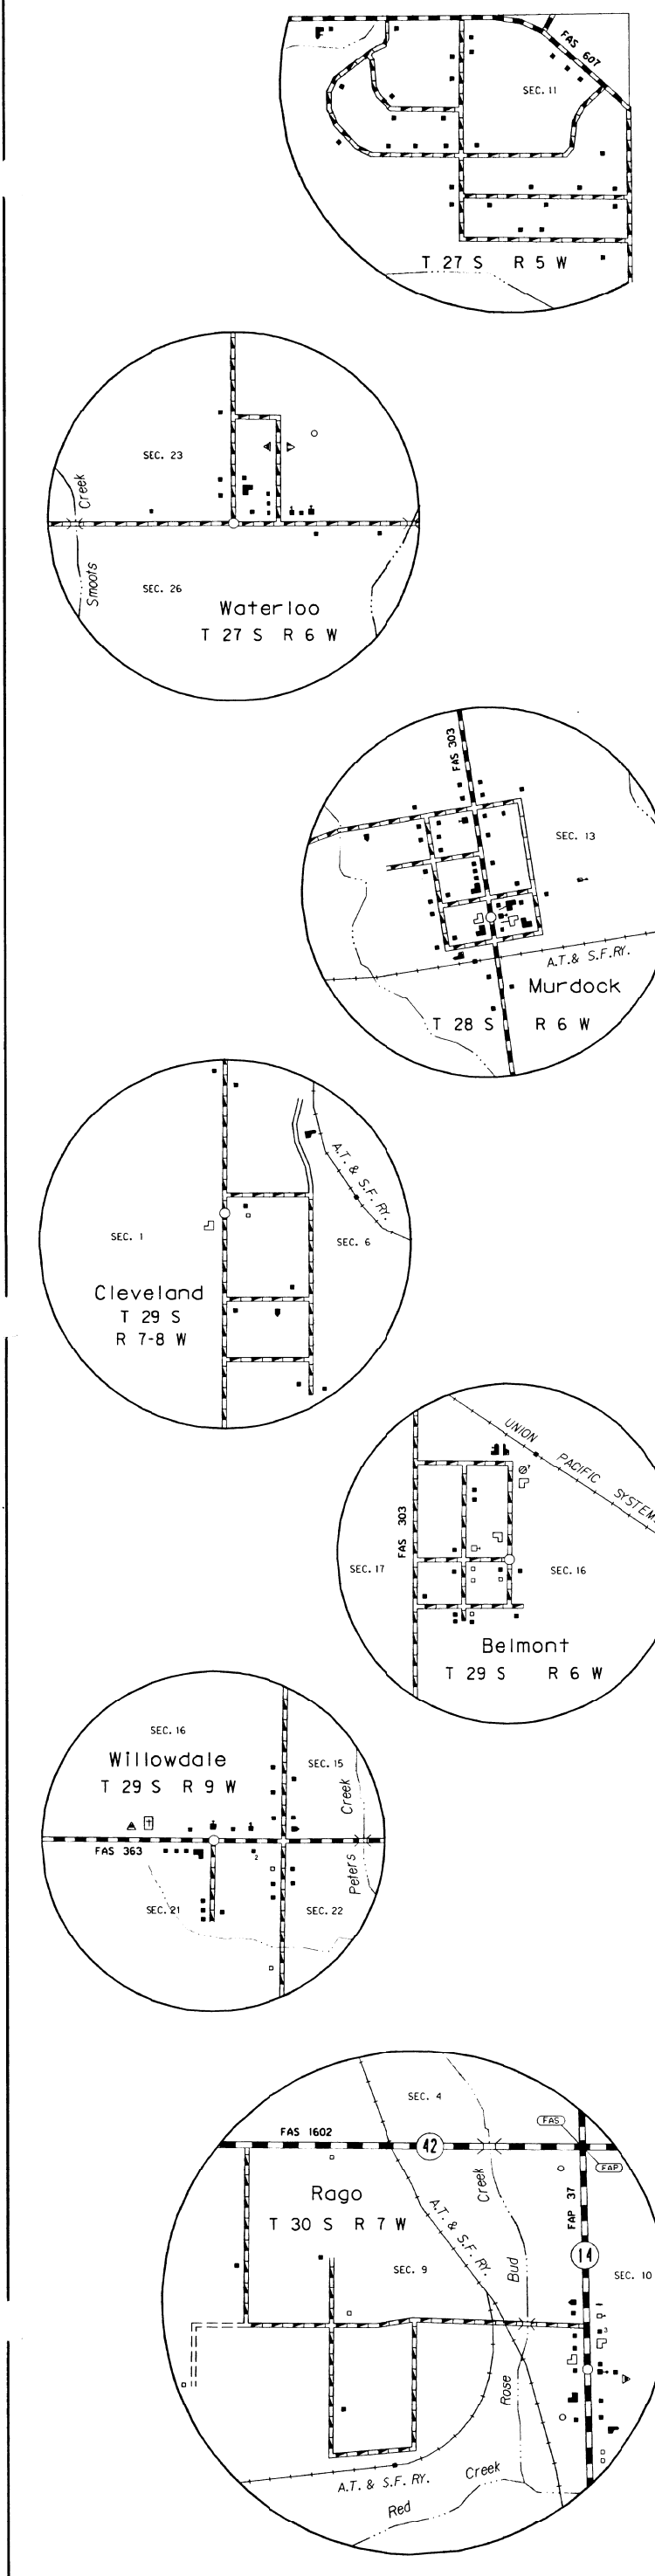 FAS 607
SEC. 11
T 27 S R 5 W
SEC. 23
Creek
Smoots
SEC. 26
Waterloo
T 27 S R 6 W
FAS 303
SEC. 13
A.T. & S.F. RY.
Murdock
T 28 S R 6 W
A.T. & S.F. RY.
SEC. 1
SEC. 6
Cleveland
T 29 S
R 7-8 W
UNION PACIFIC SYSTEM
FAS 303
SEC. 17
SEC. 16
Belmont
T 29 S R 6 W
SEC. 16
Willowdale
SEC. 15
T 29 S R 9 W
Creek
FAS 363
2
Peters
SEC. 21
SEC. 22
SEC. 4
FAS
FAS 1602
42
FAP
Creek
Rago
FAP 37
T 30 S R 7 W
A.T. & S.F. RY.
14
SEC. 9
Bud
SEC. 10
Rose
A.T. & S.F. RY.
Creek
Red